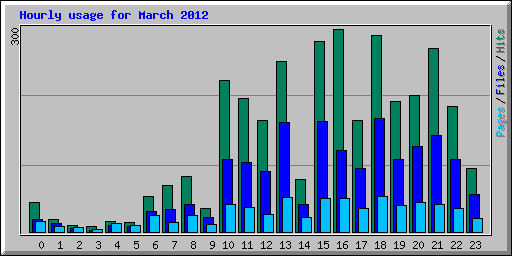 Hourly usage for March 2012
300
Pages / Files / Hits
0 1 2 3 4 5 6 7 8 9 10 11 12 13 14 15 16 17 18 19 20 21 22 23